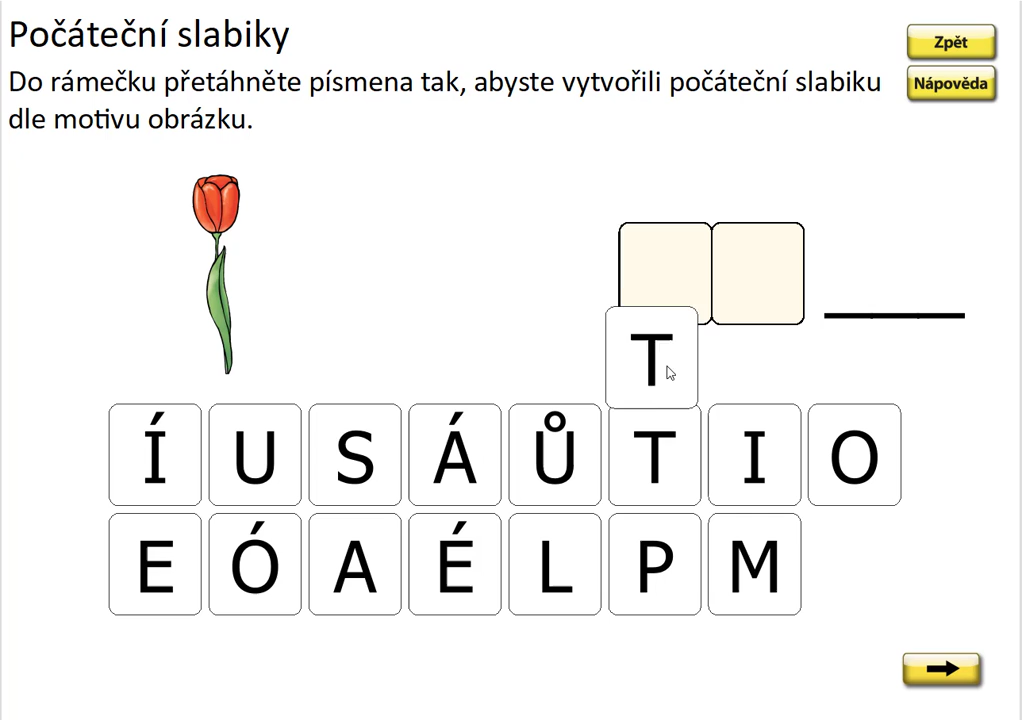 Počáteční slabiky
Zpět
Do rámečku přetáhněte písmena tak, abyste vytvořili počáteční slabiku
Nápověda
dle motivu obrázku.
T
Í U S Á Ů T I O
E Ó A É L P M